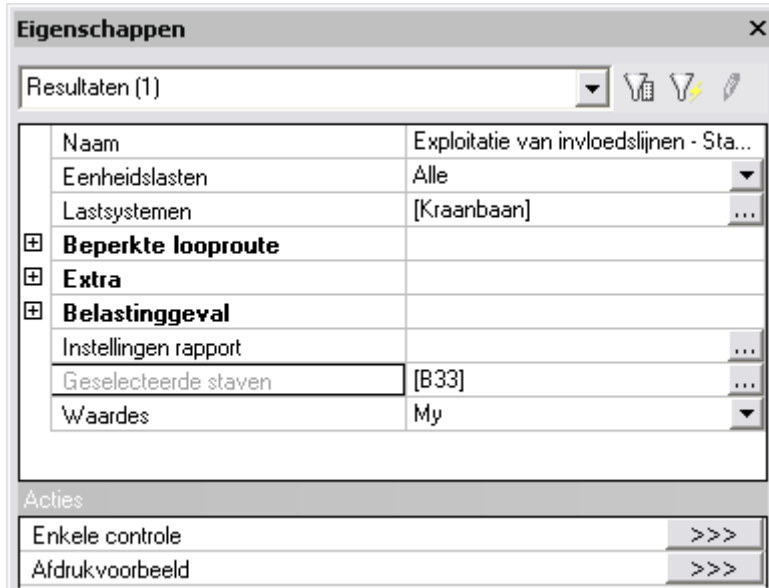 Eigenschappen
Resultaten (1)
Naam Exploitatie van invloedslijnen - Sta...
Eenheidslasten Alle
Lastsystemen [Kraanbaan] ...
Beperkte looproute
Extra
Belastinggeval
Instellingen rapport ...
Geselecteerde staven [B33] ...
Waardes My
Acties
Enkele controle >>>
Afdrukvoorbeeld >>>